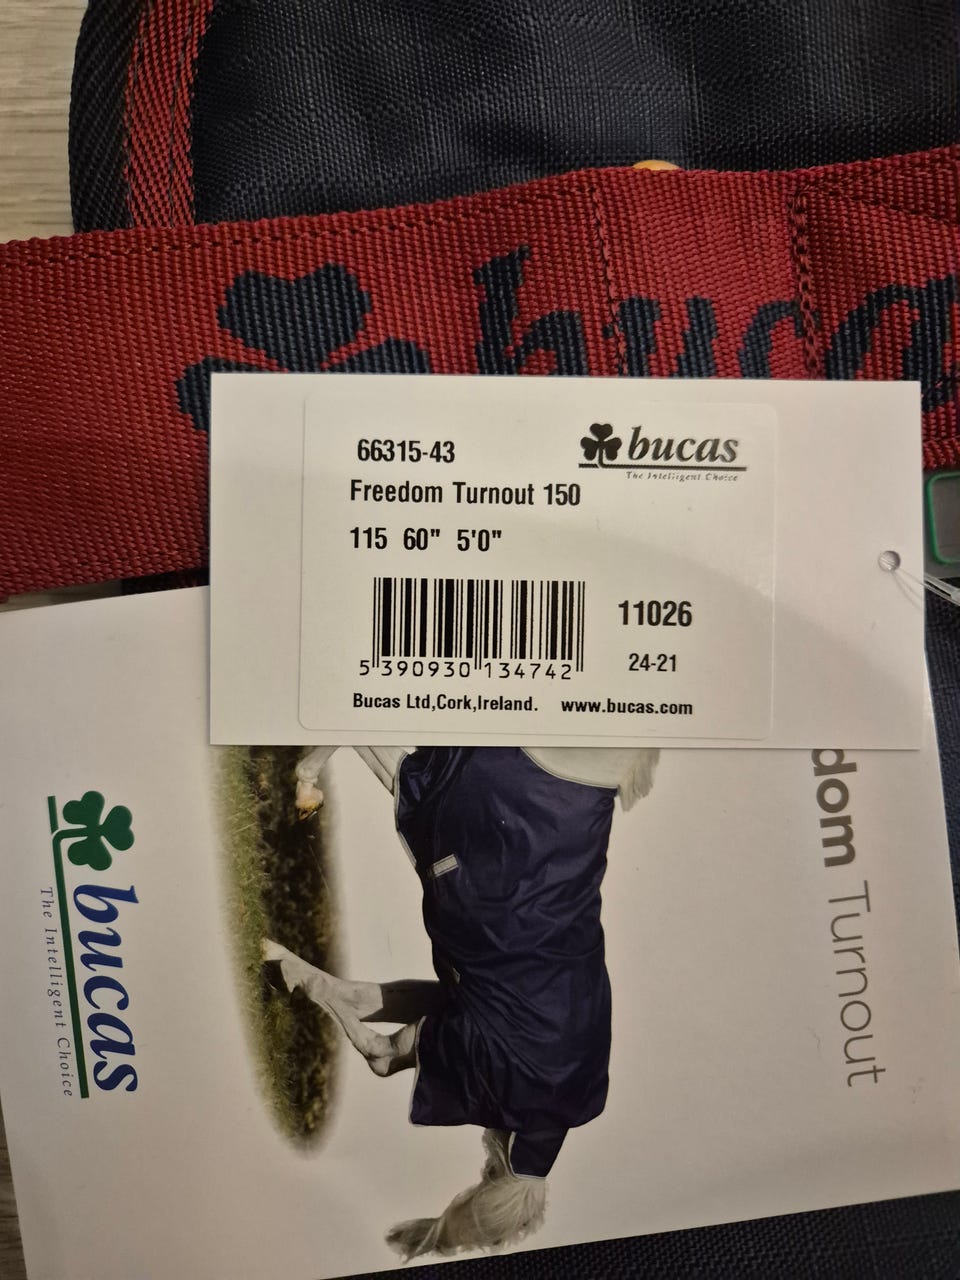 bucas
66315-43
bucas
The Intelligent Choice
Freedom Turnout 150
115 60" 5'0"
11026
5 390930 134742
24-21
Bucas Ltd,Cork,Ireland. www.bucas.com
dom Turnout
bucas
The Intelligent Choice